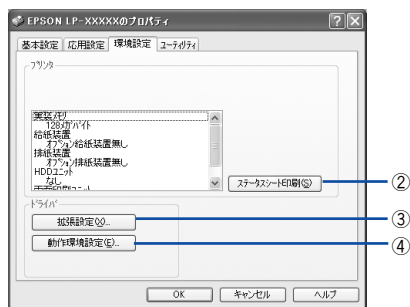 EPSON LP-XXXXXのプロパティ
基本設定 応用設定 環境設定 ユーティリティ
プリンタ
実装メモリ
128メガバイト
給紙装置
オプション給紙装置無し
排紙装置
オプション排紙装置無し
HDDユニット
なし
ステータスシート印刷(S)
②
ドライバ
拡張設定(X)...
③
動作環境設定(E)...
④
OK キャンセル ヘルプ